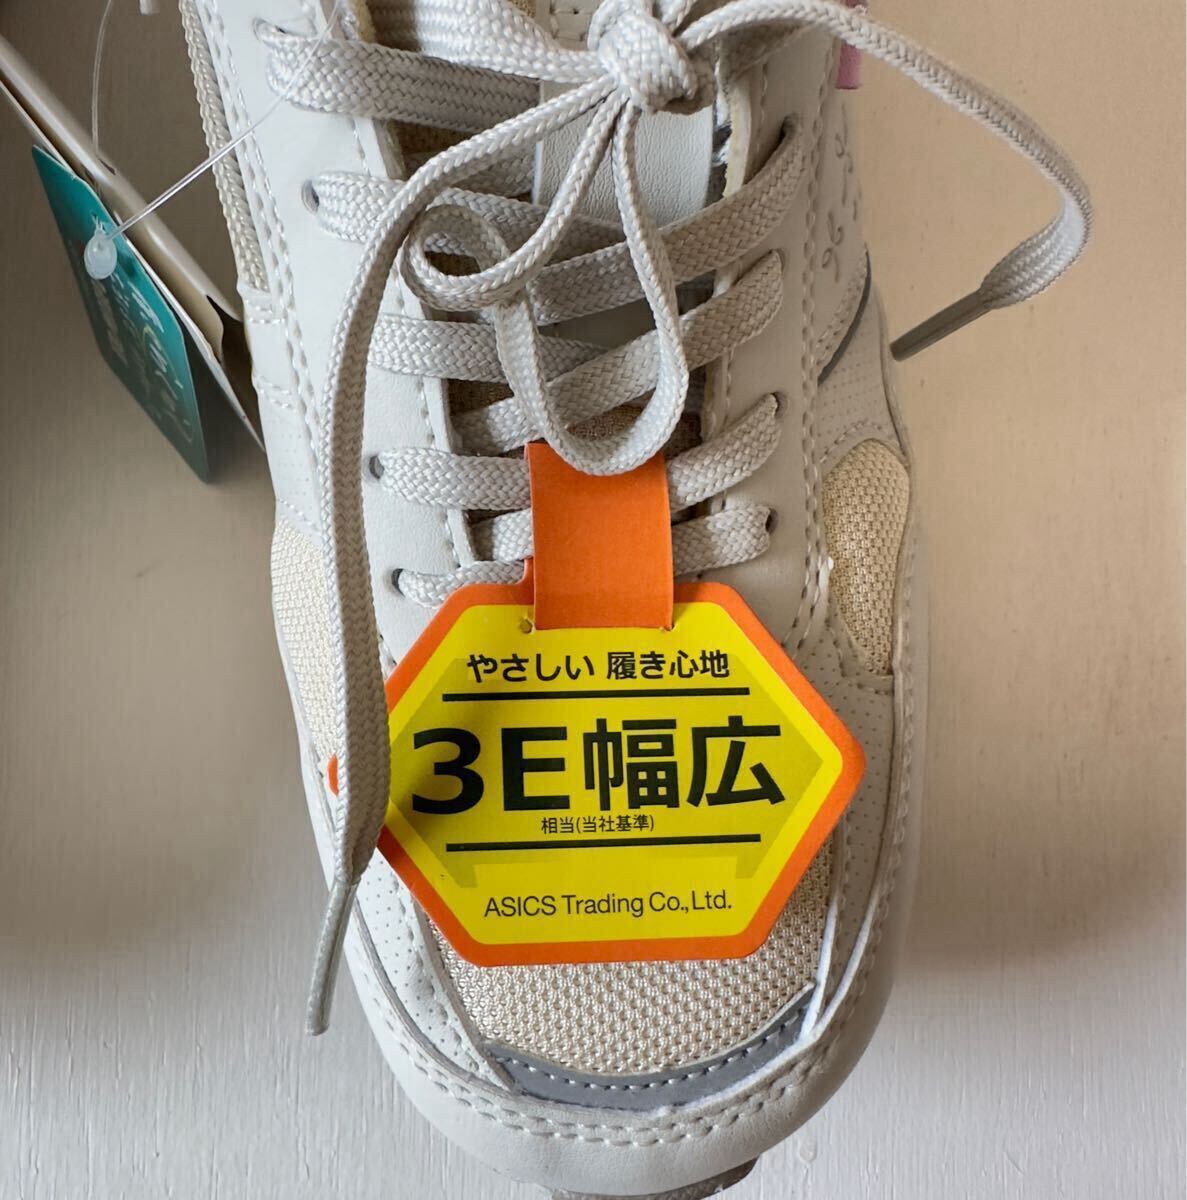 やさしい 履き心地
3E幅広
相当(当社基準)
ASICS Trading Co.,Ltd.